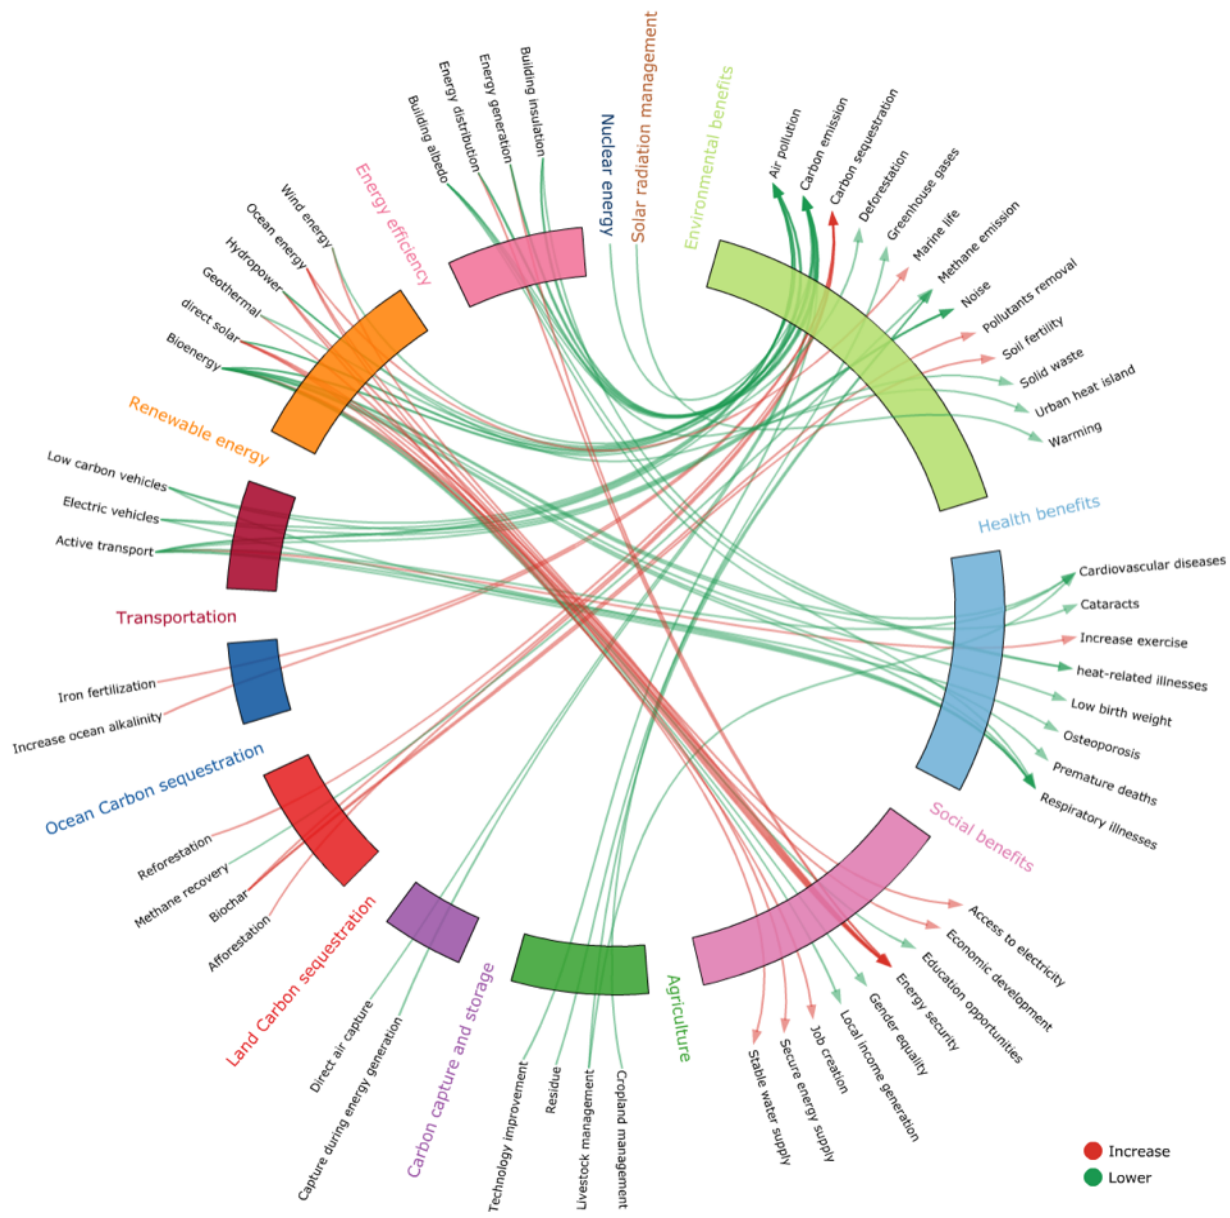 Building albedo
Energy distribution
Energy generation
Building insulation
Nuclear energy
Solar radiation management
Environmental benefits
Air pollution
Carbon emission
Carbon sequestration
Deforestation
Greenhouse gases
Marine life
Methane emission
Noise
Pollutants removal
Soil fertility
Solid waste
Urban heat island
Warming
Health benefits
Cardiovascular diseases
Cataracts
Increase exercise
heat-related illnesses
Low birth weight
Osteoporosis
Premature deaths
Respiratory illnesses
Social benefits
Access to electricity
Economic development
Education opportunities
Energy security
Gender equality
Local income generation
Job creation
Secure energy supply
Stable water supply
Agriculture
Cropland management
Livestock management
Residue
Technology improvement
Carbon capture and storage
Capture during energy generation
Direct air capture
Land Carbon sequestration
Afforestation
Biochar
Methane recovery
Reforestation
Ocean Carbon sequestration
Increase ocean alkalinity
Iron fertilization
Transportation
Active transport
Electric vehicles
Low carbon vehicles
Renewable energy
Bioenergy
direct solar
Geothermal
Hydropower
Ocean energy
Wind energy
Energy efficiency
Increase
Lower